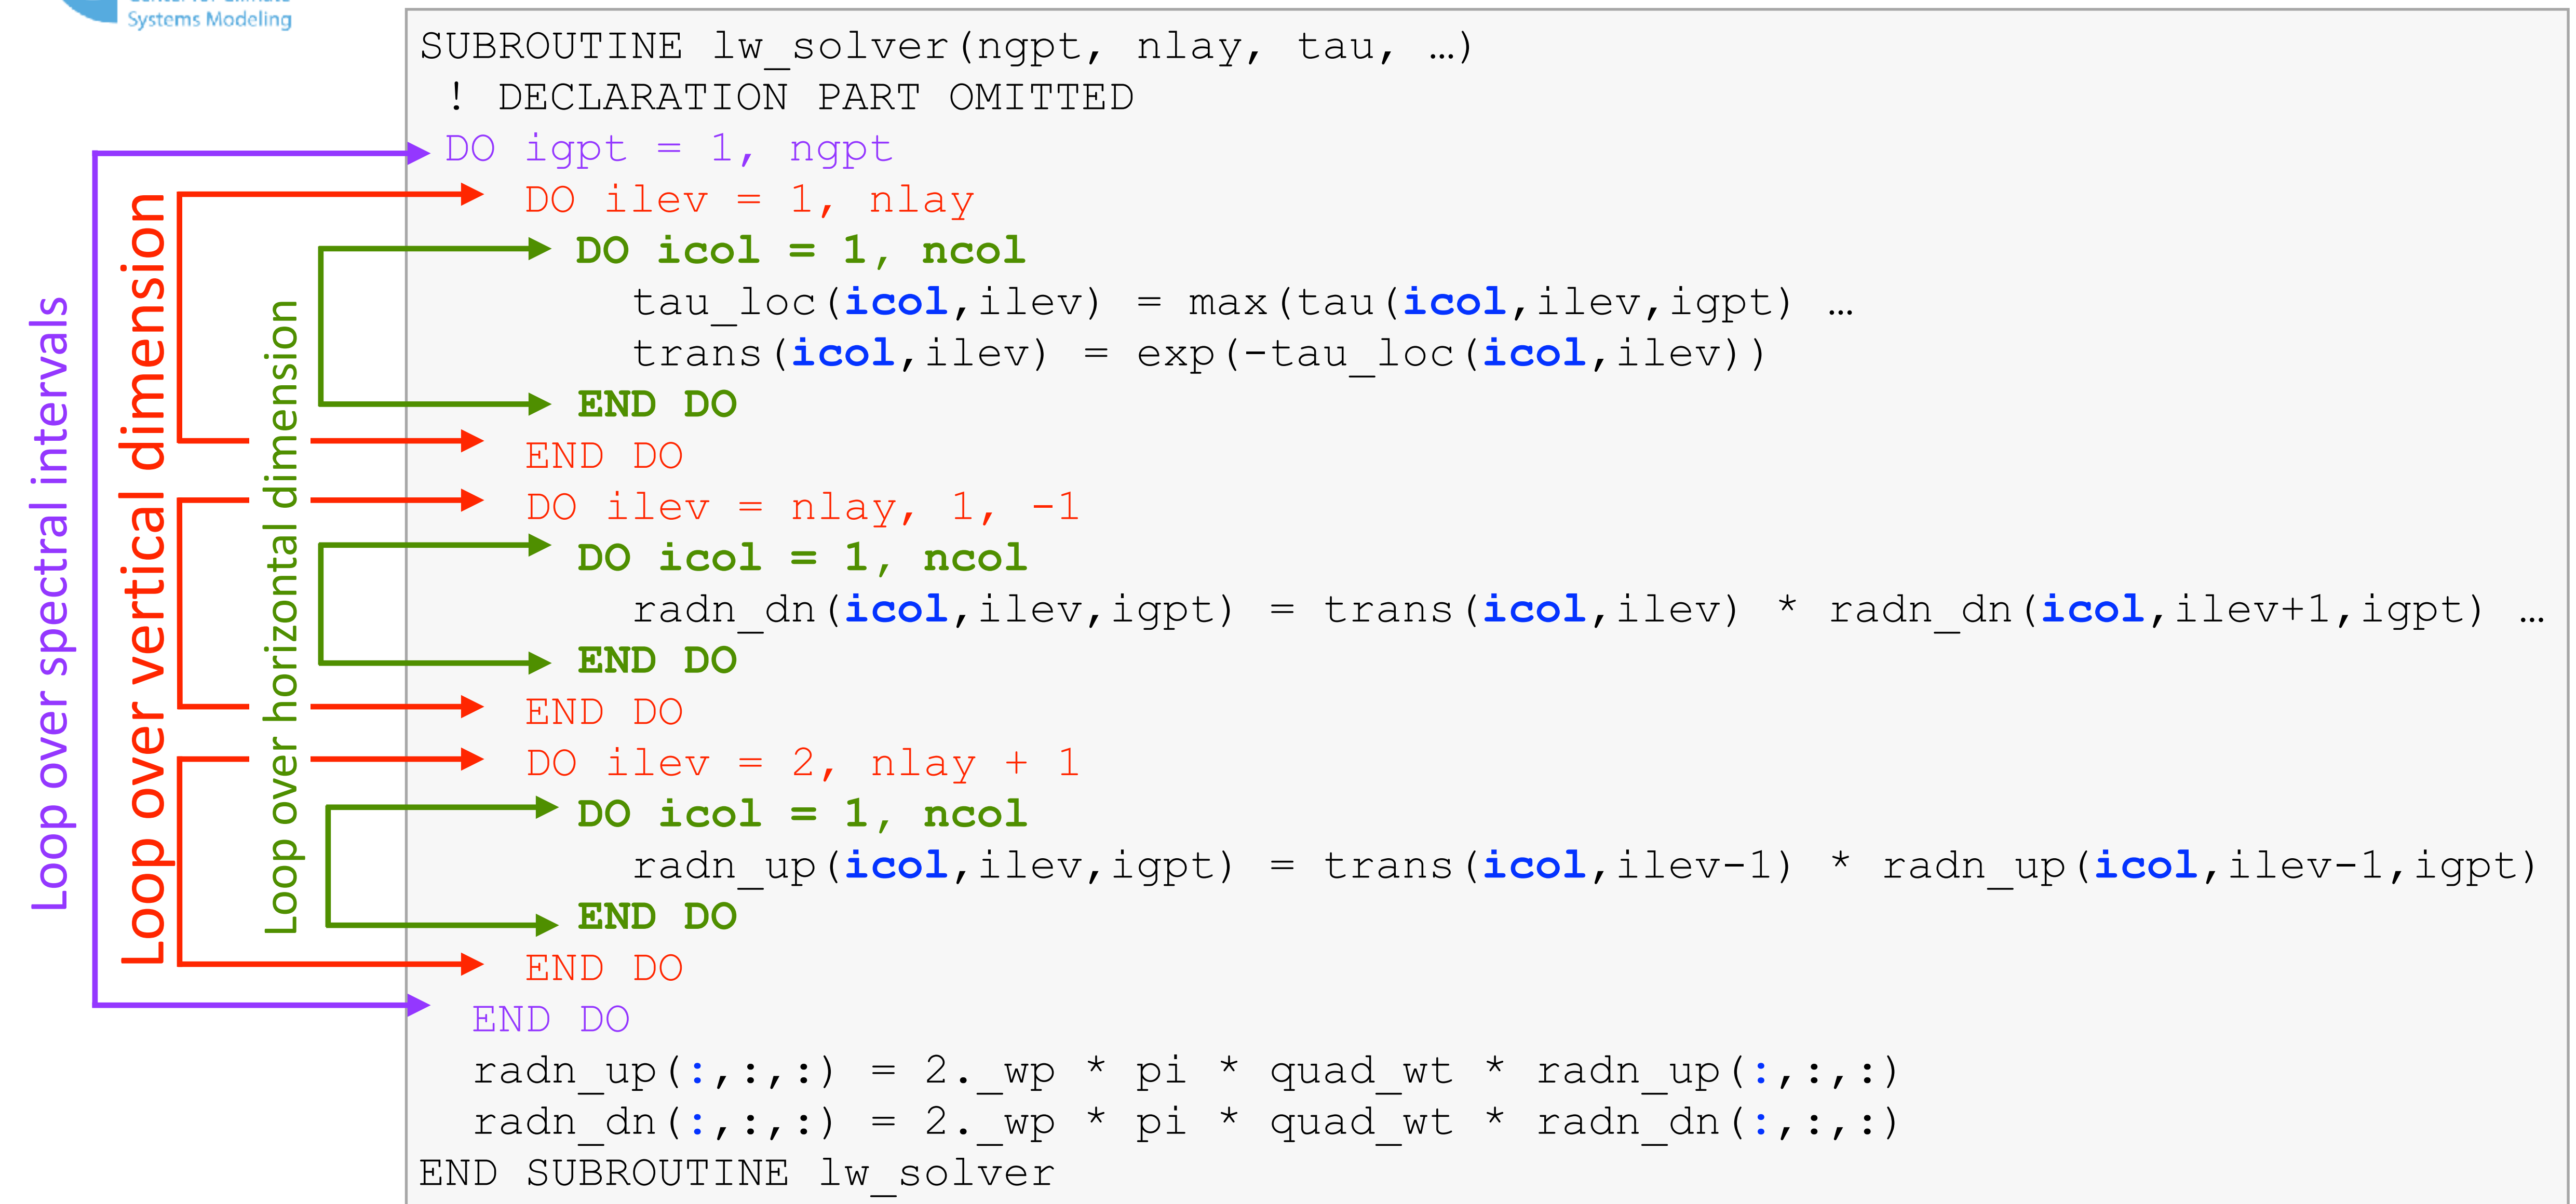 Systems Modeling
SUBROUTINE lw_solver(ngpt, nlay, tau, …)
! DECLARATION PART OMITTED
DO igpt = 1, ngpt
DO ilev = 1, nlay
DO icol = 1, ncol
tau_loc(icol,ilev) = max(tau(icol,ilev,igpt) …
trans(icol,ilev) = exp(-tau_loc(icol,ilev))
END DO
END DO
DO ilev = nlay, 1, -1
DO icol = 1, ncol
radn_dn(icol,ilev,igpt) = trans(icol,ilev) * radn_dn(icol,ilev+1,igpt) …
END DO
END DO
DO ilev = 2, nlay + 1
DO icol = 1, ncol
radn_up(icol,ilev,igpt) = trans(icol,ilev-1) * radn_up(icol,ilev-1,igpt)
END DO
END DO
END DO
radn_up(:,:,:) = 2._wp * pi * quad_wt * radn_up(:,:,:)
radn_dn(:,:,:) = 2._wp * pi * quad_wt * radn_dn(:,:,:)
END SUBROUTINE lw_solver
Loop over spectral intervals
Loop over vertical dimension
Loop over horizontal dimension